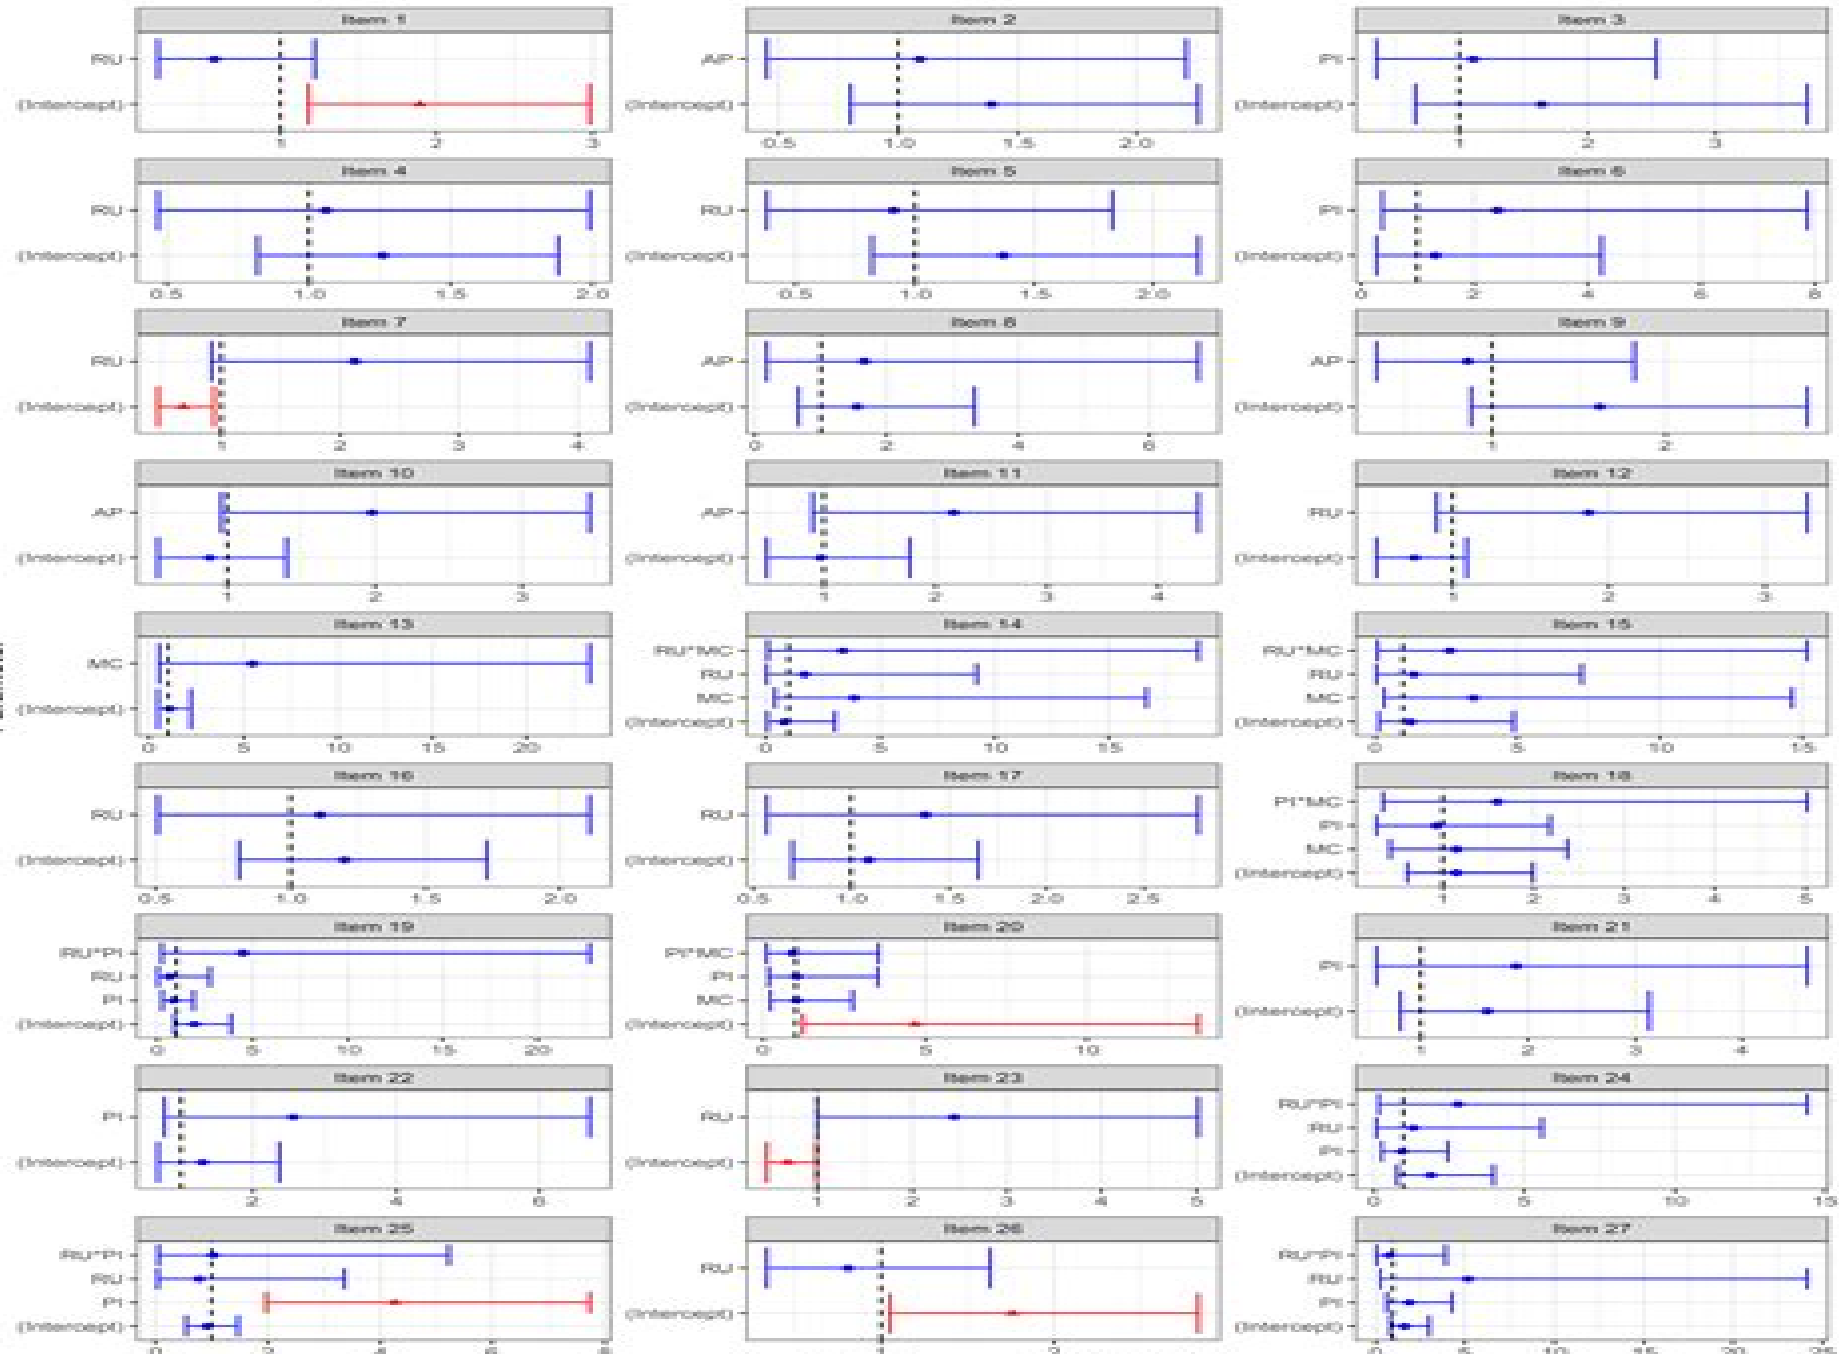 Item 1
Item 2
Item 3
RU
AP
PI
(Intercept)
(Intercept)
(Intercept)
1 2 3
0.5 1.0 1.5 2.0
1 2 3
Item 4
Item 5
Item 6
RU
RU
PI
(Intercept)
(Intercept)
(Intercept)
0.5 1.0 1.5 2.0
0.5 1.0 1.5 2.0
0 2 4 6 8
Item 7
Item 8
Item 9
RU
AP
AP
(Intercept)
(Intercept)
(Intercept)
1 2 3 4
0 2 4 6
1 2
Item 10
Item 11
Item 12
AP
AP
RU
(Intercept)
(Intercept)
(Intercept)
1 2 3
1 2 3 4
1 2 3
Item 13
Item 14
Item 15
MC
(Intercept)
RU*MC
RU
MC
(Intercept)
RU*MC
RU
MC
(Intercept)
0 5 10 15 20
0 5 10 15
0 5 10 15
Item 16
Item 17
Item 18
RU
(Intercept)
RU
(Intercept)
PI*MC
PI
MC
(Intercept)
0.5 1.0 1.5 2.0
0.5 1.0 1.5 2.0 2.5
1 2 3 4 5
Item 19
Item 20
Item 21
RU*PI
RU
PI
(Intercept)
PI*MC
PI
MC
(Intercept)
PI
(Intercept)
0 5 10 15 20
0 5 10
1 2 3 4
Item 22
Item 23
Item 24
PI
(Intercept)
RU
(Intercept)
RU*PI
RU
PI
(Intercept)
2 4 6
1 2 3 4 5
0 5 10 15
Item 25
Item 26
Item 27
RU*PI
RU
PI
(Intercept)
RU
(Intercept)
RU*PI
RU
PI
(Intercept)
0 2 4 6 8
1 2
0 5 10 15 20 25